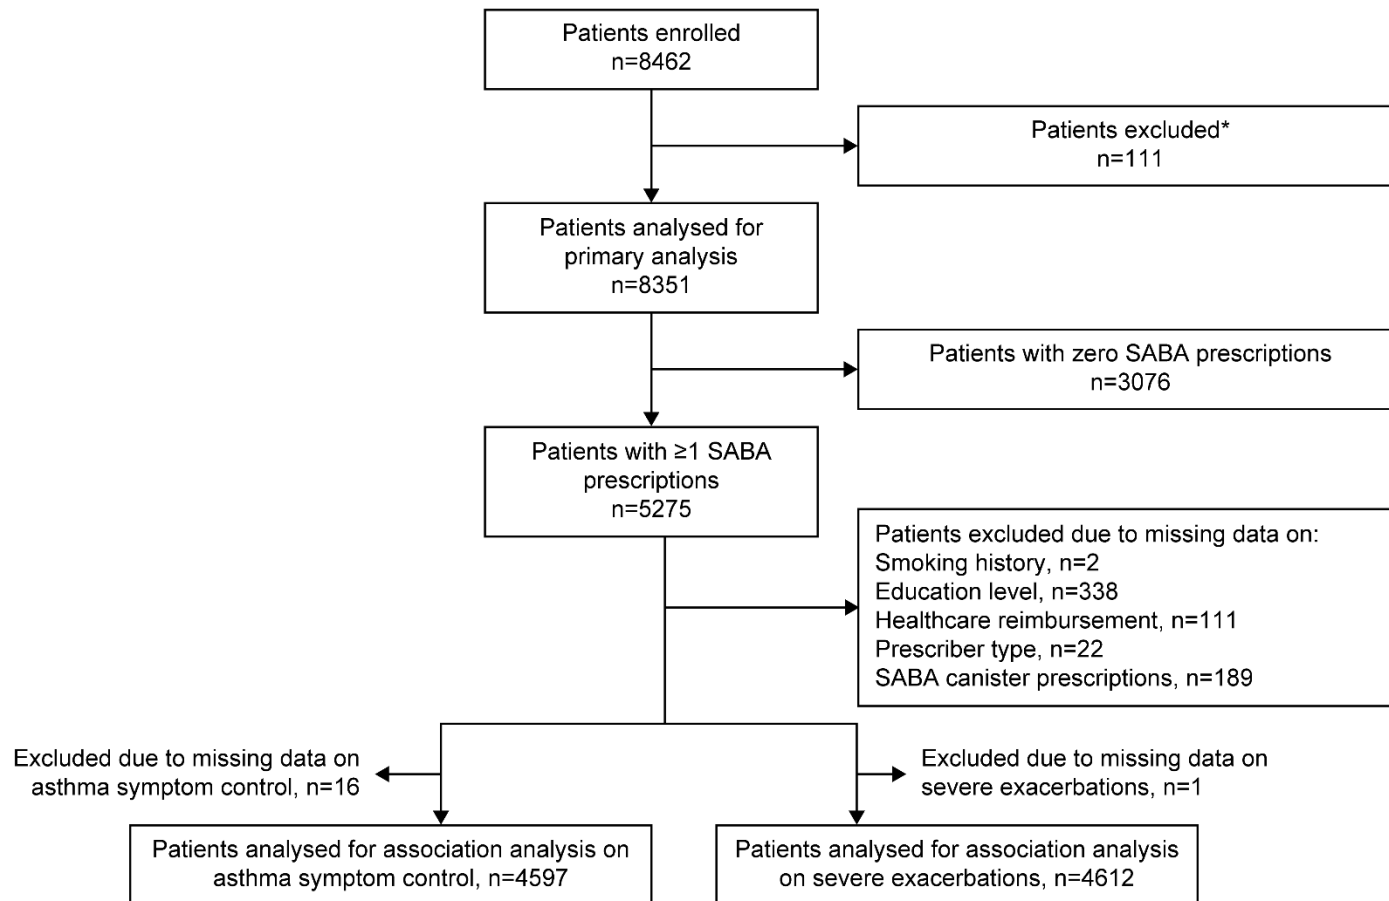 Patients enrolled
n=8462
Patients excluded*
n=111
Patients analysed for
primary analysis
n=8351
Patients with zero SABA prescriptions
n=3076
Patients with ≥1 SABA
prescriptions
n=5275
Patients excluded due to missing data on:
Smoking history, n=2
Education level, n=338
Healthcare reimbursement, n=111
Prescriber type, n=22
SABA canister prescriptions, n=189
Excluded due to missing data on
asthma symptom control, n=16
Excluded due to missing data on
severe exacerbations, n=1
Patients analysed for association analysis on
asthma symptom control, n=4597
Patients analysed for association analysis
on severe exacerbations, n=4612